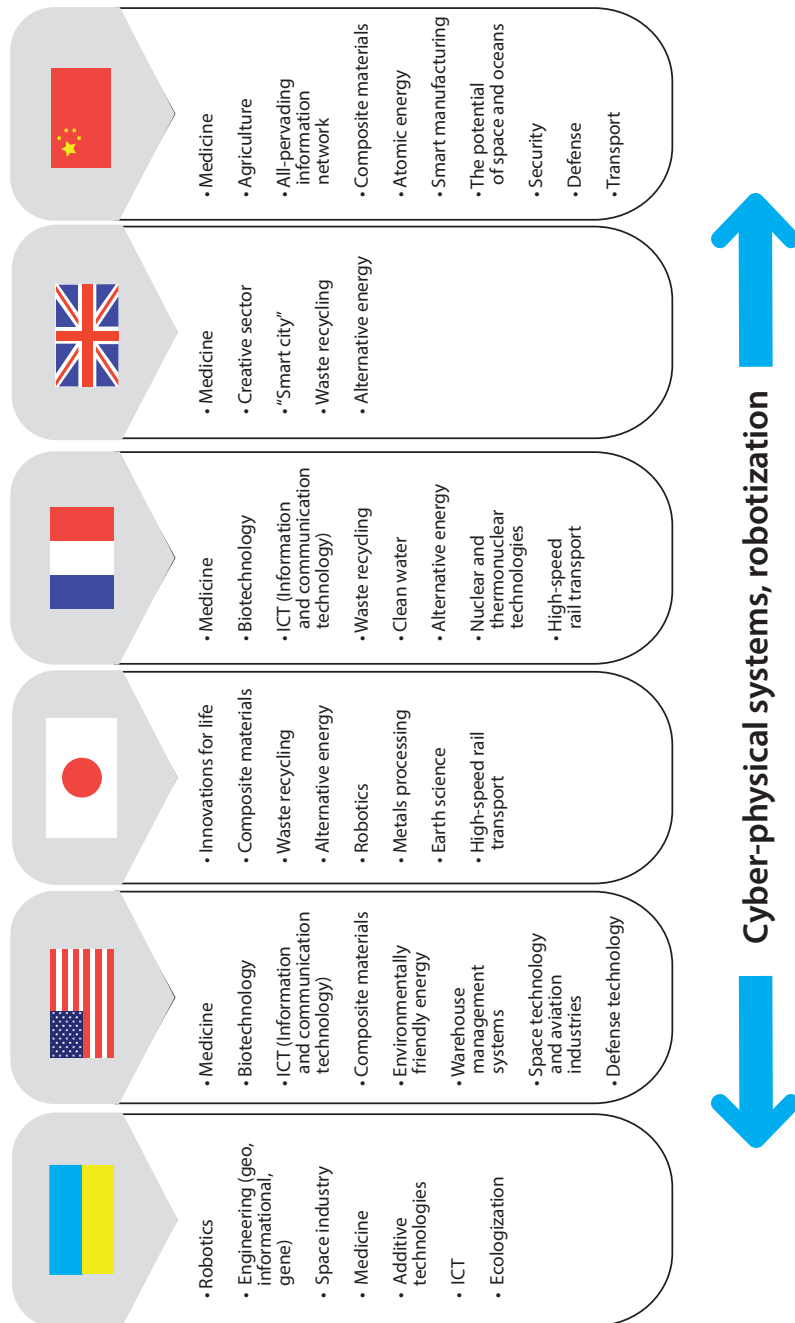 • Robotics
• Engineering (geo,
informational,
gene)
• Space industry
• Medicine
• Additive
technologies
• ICT
• Ecologization
• Medicine
• Biotechnology
• ICT (Information
and communication
technology)
• Composite materials
• Environmentally
friendly energy
• Warehouse
management
systems
• Space technology
and aviation
industries
• Defense technology
• Innovations for life
• Composite materials
• Waste recycling
• Alternative energy
• Robotics
• Metals processing
• Earth science
• High-speed rail
transport
• Medicine
• Biotechnology
• ICT (Information
and communication
technology)
• Waste recycling
• Clean water
• Alternative energy
• Nuclear and
thermonuclear
technologies
• High-speed
rail transport
• Medicine
• Creative sector
• “Smart city”
• Waste recycling
• Alternative energy
• Medicine
• Agriculture
• All-pervading
information
network
• Composite materials
• Atomic energy
• Smart manufacturing
• The potential
of space and oceans
• Security
• Defense
• Transport
Cyber-physical systems, robotization